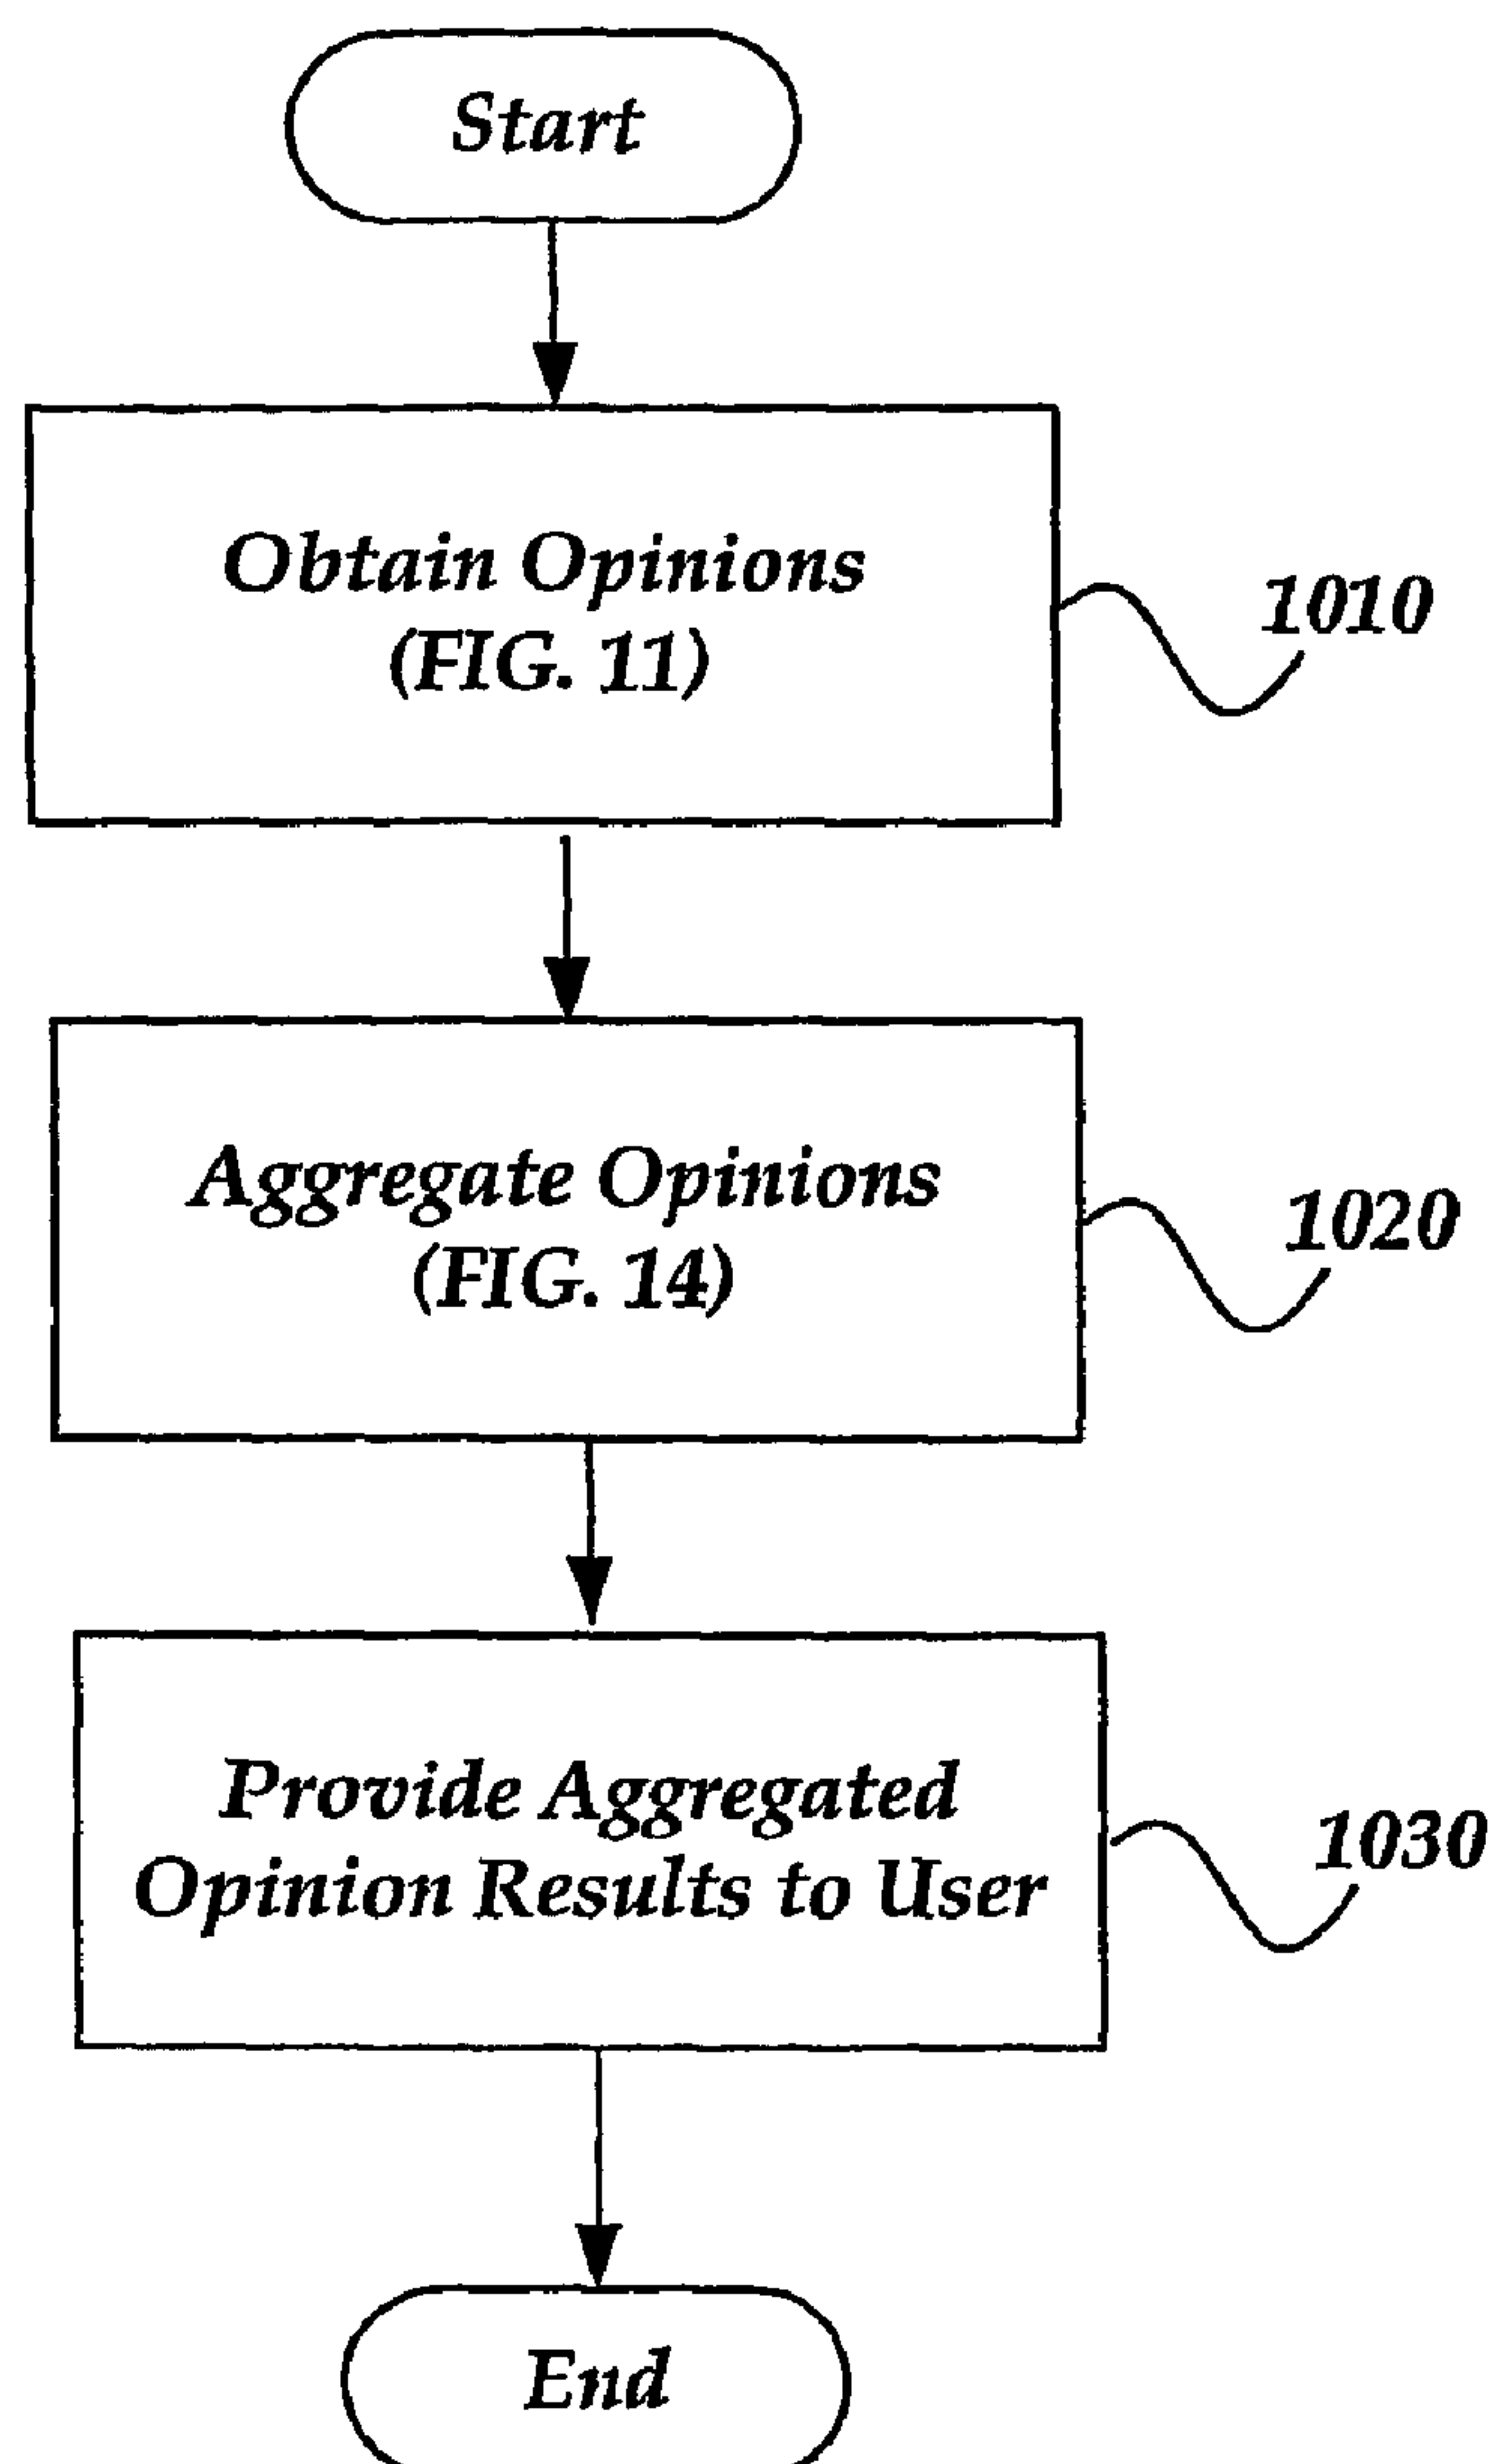 Start
Obtain Opinions
(FIG. 11)
1010
Aggregate Opinions
(FIG. 14)
1020
Provide Aggregated
Opinion Results to User
1030
End